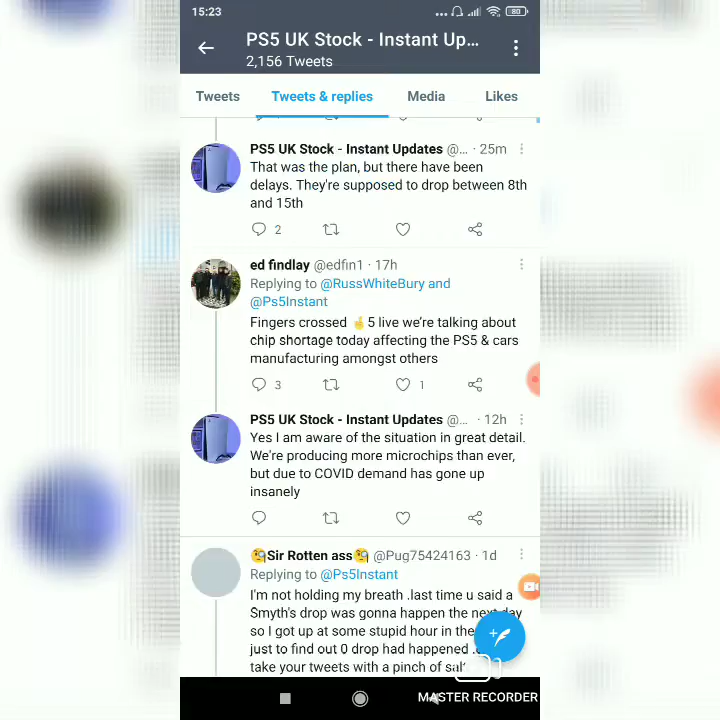 15:23
80
PS5 UK Stock - Instant Up...
2,156 Tweets
Tweets
Tweets & replies
Media
Likes
PS5 UK Stock - Instant Updates @... · 25m
That was the plan, but there have been
delays. They're supposed to drop between 8th
and 15th
2
ed findlay @edfin1 · 17h
Replying to @RussWhiteBury and
@Ps5Instant
Fingers crossed 🤞 5 live we're talking about
chip shortage today affecting the PS5 & cars
manufacturing amongst others
3
1
PS5 UK Stock - Instant Updates @... · 12h
Yes I am aware of the situation in great detail.
We're producing more microchips than ever,
but due to COVID demand has gone up
insanely
🧐Sir Rotten ass🧐 @Pug75424163 · 1d
Replying to @Ps5Instant
I'm not holding my breath .last time u said a
Smyth's drop was gonna happen the next day
so I got up at some stupid hour in the
just to find out 0 drop had happened
take your tweets with a pinch of salt
MASTER RECORDER